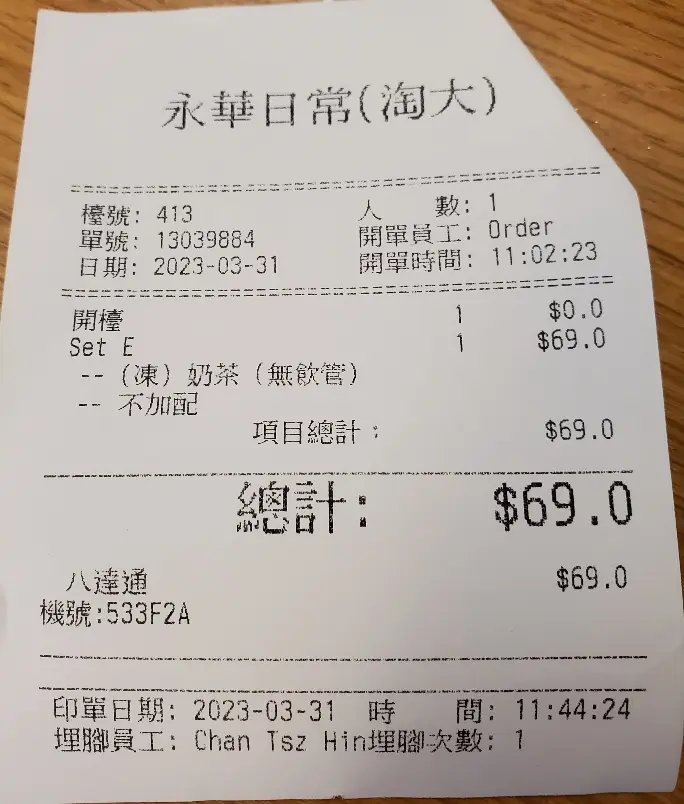 永華日常(淘大)
檯號: 413 人 數: 1
單號: 13039884 開單員工: Order
日期: 2023-03-31 開單時間: 11:02:23
開檯 1 $0.0
Set E 1 $69.0
-- (凍) 奶茶 (無飲管)
-- 不加配
項目總計: $69.0
總計: $69.0
八達通 $69.0
機號:533F2A
印單日期: 2023-03-31 時 間: 11:44:24
埋腳員工: Chan Tsz Hin埋腳次數: 1